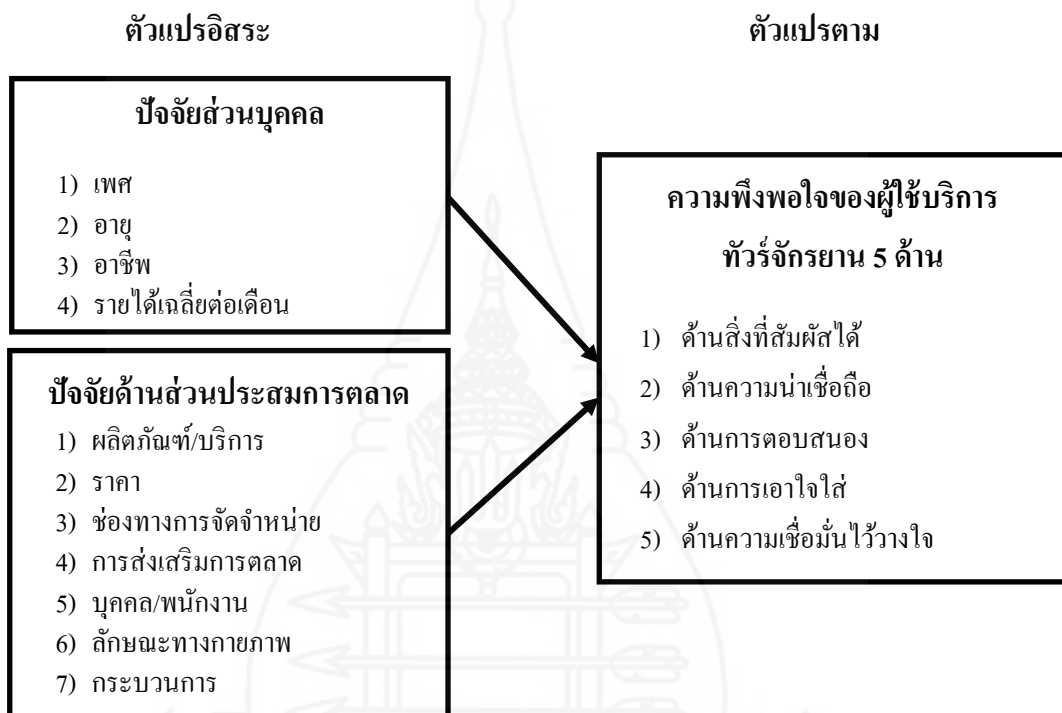 ตัวแปรอิสระ
ปัจจัยส่วนบุคคล
1) เพศ
2) อายุ
3) อาชีพ
4) รายได้เฉลี่ยต่อเดือน
ปัจจัยด้านส่วนประสมการตลาด
1) ผลิตภัณฑ์/บริการ
2) ราคา
3) ช่องทางการจัดจำหน่าย
4) การส่งเสริมการตลาด
5) บุคคล/พนักงาน
6) ลักษณะทางกายภาพ
7) กระบวนการ
ตัวแปรตาม
ความพึงพอใจของผู้ใช้บริการ
ทัวร์จักรยาน 5 ด้าน
1) ด้านสิ่งที่สัมผัสได้
2) ด้านความน่าเชื่อถือ
3) ด้านการตอบสนอง
4) ด้านการเอาใจใส่
5) ด้านความเชื่อมั่นไว้วางใจ